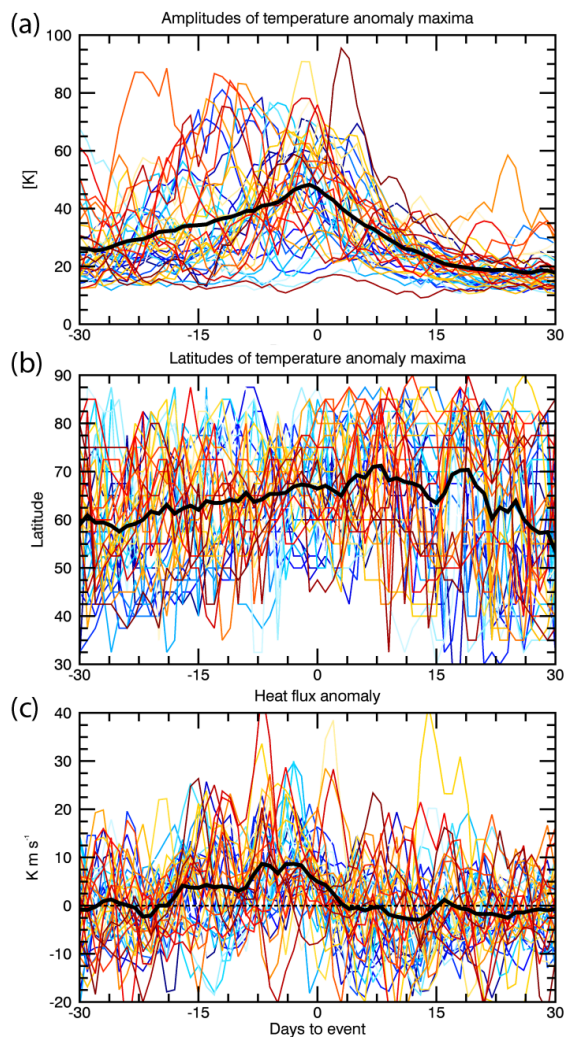 (a)
Amplitudes of temperature anomaly maxima
100
80
60
40
20
0
[K]
-30 -15 0 15 30
(b)
Latitudes of temperature anomaly maxima
90
80
70
60
50
40
30
Latitude
-30 -15 0 15 30
(c)
Heat flux anomaly
40
30
20
10
0
-10
-20
K m s⁻¹
-30 -15 0 15 30
Days to event